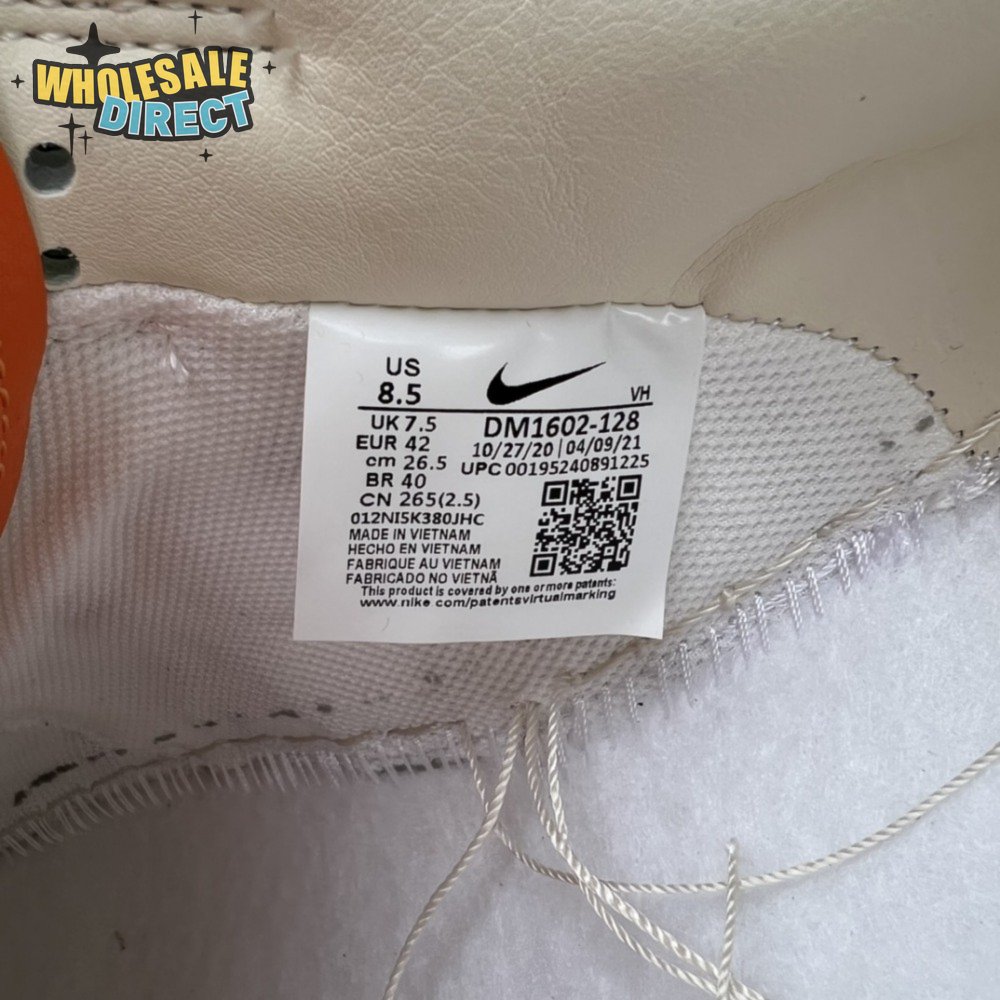 WHOLESALE
DIRECT
US
8.5
VH
UK 7.5
EUR 42
cm 26.5
BR 40
CN 265(2.5)
012NI5K380JHC
DM1602-128
10/27/20 | 04/09/21
UPC 00195240891225
MADE IN VIETNAM
HECHO EN VIETNAM
FABRIQUE AU VIETNAM
FABRICADO NO VIETNÃ
This product is covered by one or more patents:
www.nike.com/patentsvirtualmarking